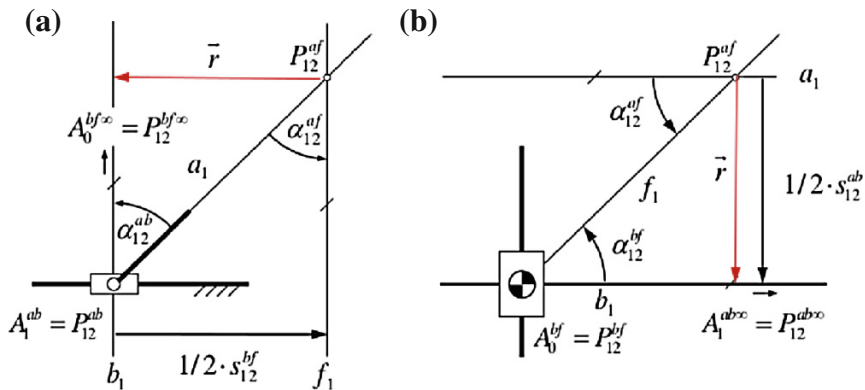 (a)
P₁₂ᵃᶠ
r⃗
A₀ᵇᶠ∞ = P₁₂ᵇᶠ∞
α₁₂ᵃᶠ
a₁
α₁₂ᵃᵇ
A₁ᵃᵇ = P₁₂ᵃᵇ
1/2·s₁₂ᵇᶠ
b₁
f₁
(b)
P₁₂ᵃᶠ
a₁
α₁₂ᵃᶠ
r⃗
1/2·s₁₂ᵃᵇ
f₁
α₁₂ᵇᶠ
b₁
A₀ᵇᶠ = P₁₂ᵇᶠ
A₁ᵃᵇ∞ = P₁₂ᵃᵇ∞